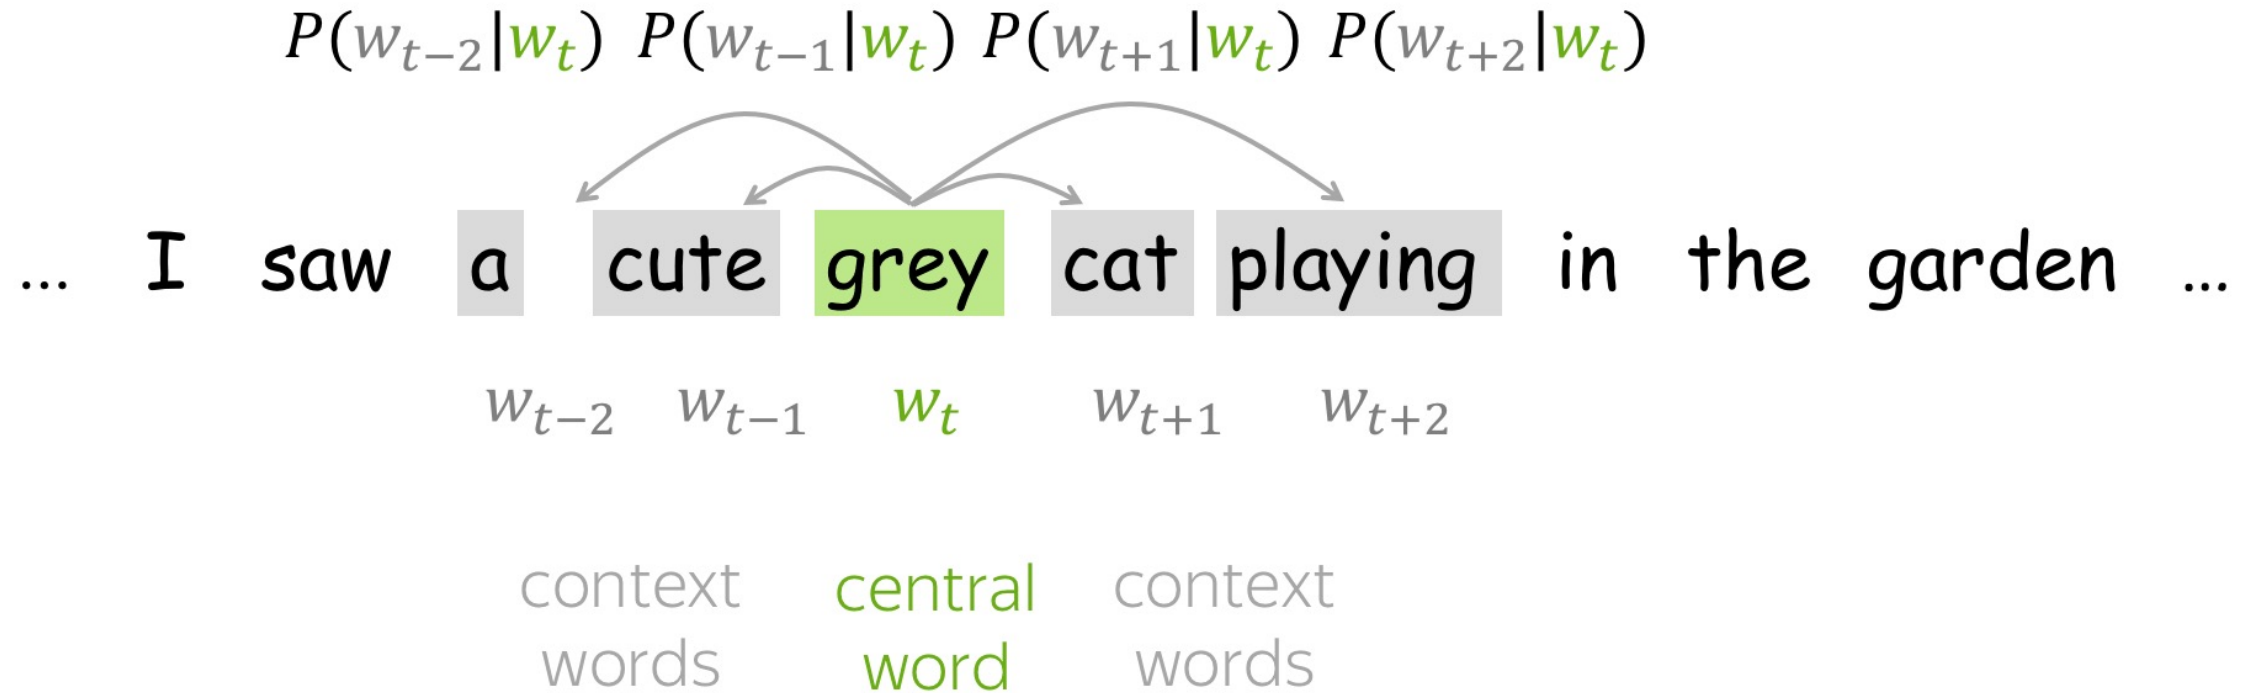 P(w_{t−2}|w_t) P(w_{t−1}|w_t) P(w_{t+1}|w_t) P(w_{t+2}|w_t)
... I saw a cute grey cat playing in the garden ...
w_{t−2} w_{t−1} w_t w_{t+1} w_{t+2}
context central context
words word words